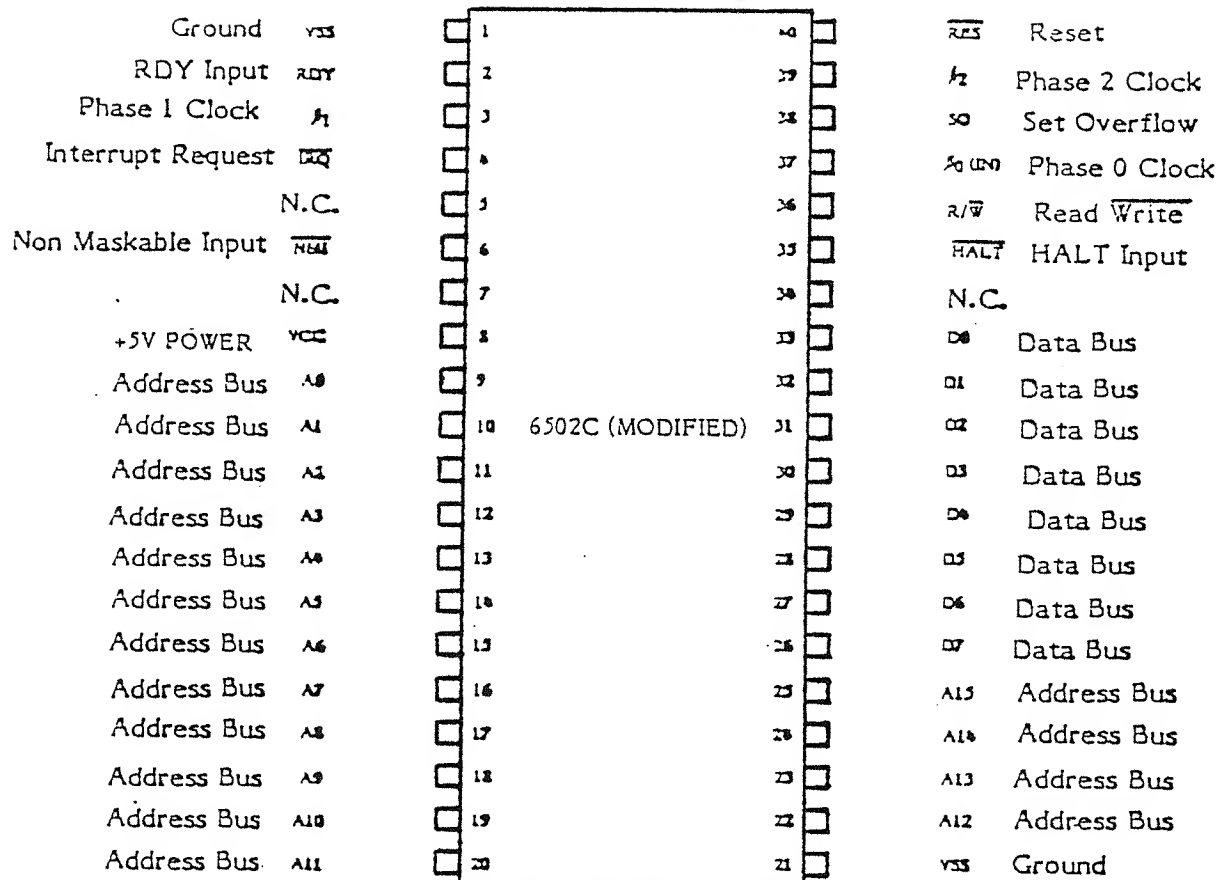 Ground VSS 1 40 RES Reset
RDY Input RDY 2 39 ϕ2 Phase 2 Clock
Phase 1 Clock ϕ1 3 38 SO Set Overflow
Interrupt Request IRQ 4 37 ϕ0 (IN) Phase 0 Clock
N.C. 5 36 R/W Read Write
Non Maskable Input NMI 6 35 HALT HALT Input
N.C. 7 34 N.C.
+5V POWER VCC 8 33 D0 Data Bus
Address Bus A0 9 32 D1 Data Bus
Address Bus A1 10 6502C (MODIFIED) 31 D2 Data Bus
Address Bus A2 11 30 D3 Data Bus
Address Bus A3 12 29 D4 Data Bus
Address Bus A4 13 28 D5 Data Bus
Address Bus A5 14 27 D6 Data Bus
Address Bus A6 15 26 D7 Data Bus
Address Bus A7 16 25 A15 Address Bus
Address Bus A8 17 24 A14 Address Bus
Address Bus A9 18 23 A13 Address Bus
Address Bus A10 19 22 A12 Address Bus
Address Bus A11 20 21 VSS Ground